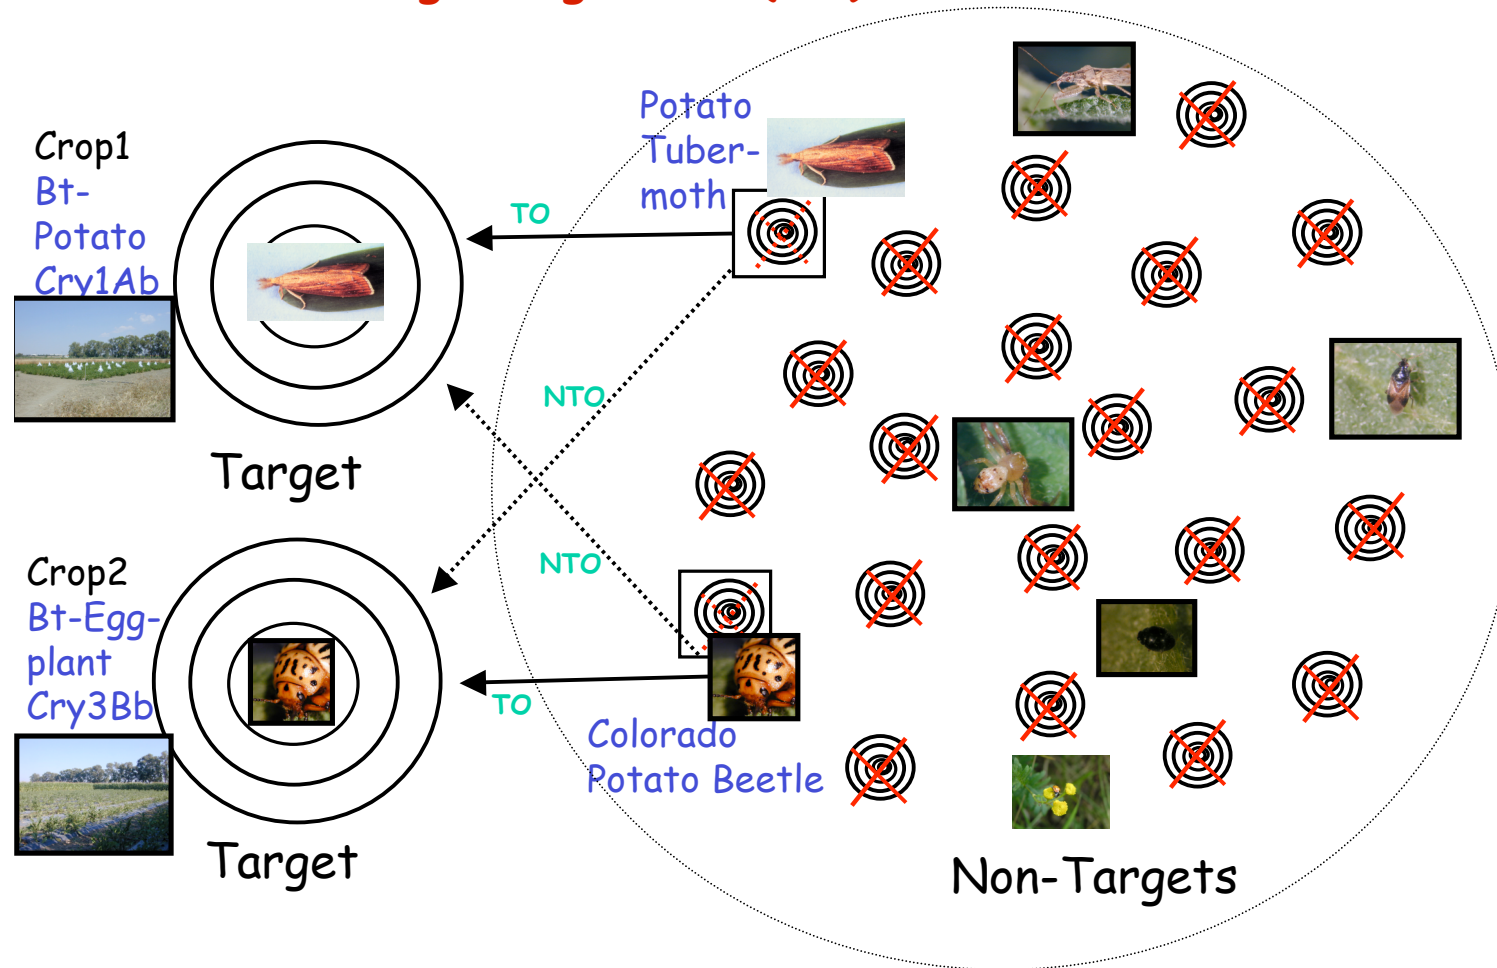 Crop1
Bt-
Potato
Cry1Ab
Target
Potato
Tuber-
moth
TO
NTO
NTO
TO
Crop2
Bt-Egg-
plant
Cry3Bb
Target
Colorado
Potato Beetle
Non-Targets